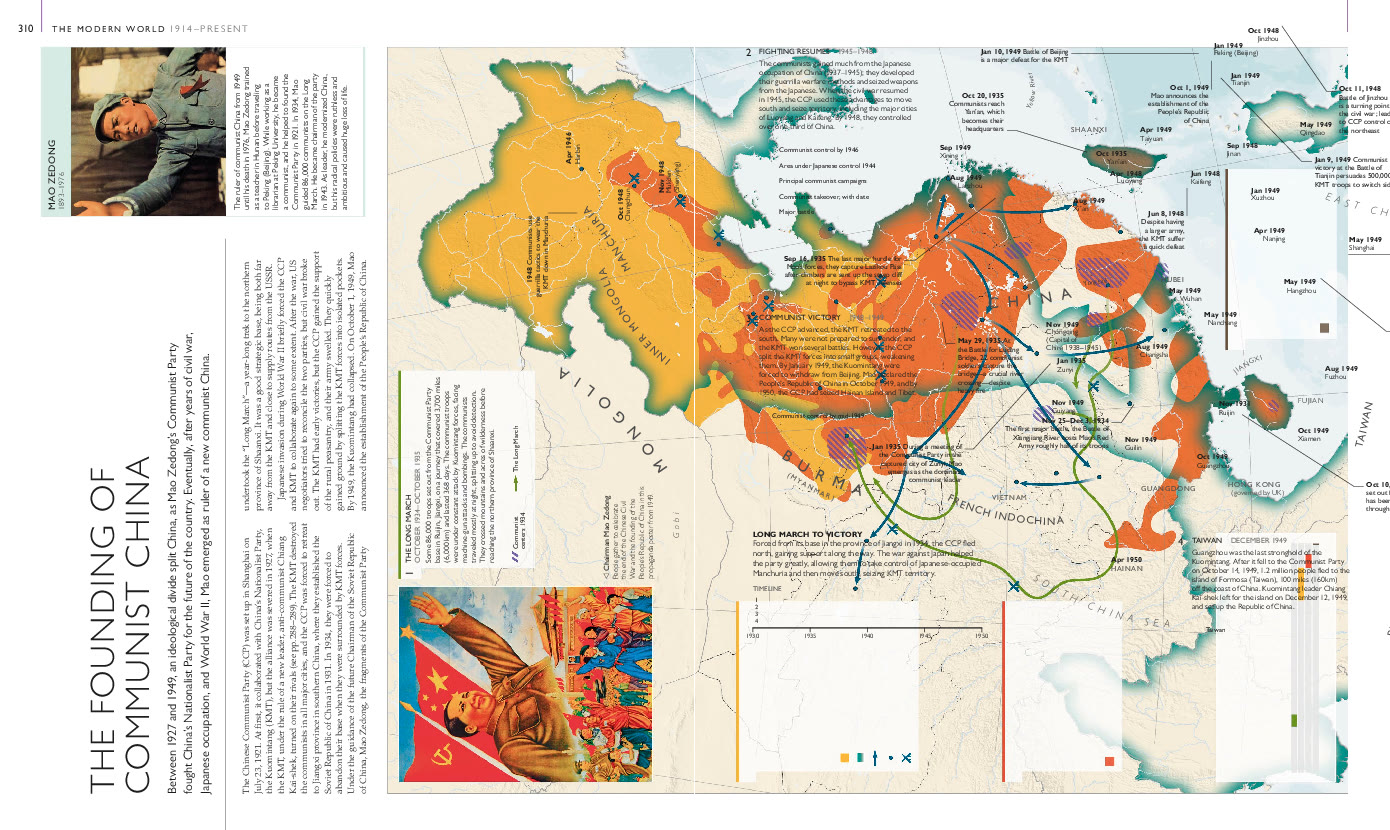 310
THE MODERN WORLD 1914–PRESENT
THE FOUNDING OF
COMMUNIST CHINA
Between 1927 and 1949, an ideological divide split China, as Mao Zedong's Communist Party
fought China's Nationalist Party for the future of the country. Eventually, after years of civil war,
Japanese occupation, and World War II, Mao emerged as ruler of a new communist China.
The Chinese Communist Party (CCP) was set up in Shanghai on
July 23, 1921. At first, it collaborated with China's Nationalist Party,
the Kuomintang (KMT), but the alliance was severed in 1927, when
the KMT, under the rule of a new leader, anti-communist Chiang
Kai-shek, turned on their rivals (see pp.288–289). The KMT destroyed
the communists in all major cities, and the CCP was forced to retreat
to Jiangxi province in southern China, where they established the
Soviet Republic of China in 1931. In 1934, they were forced to
abandon their base when they were surrounded by KMT forces.
Under the guidance of the future Chairman of the Soviet Republic
of China, Mao Zedong, the fragments of the Communist Party
undertook the "Long March"—a year-long trek to the northern
province of Shaanxi. It was a good strategic base, being both far
away from the KMT and close to supply routes from the USSR.
Japanese invasion during World War II briefly forced the CCP
and KMT to collaborate again to some extent. After the war, US
negotiators tried to reconcile the two parties, but civil war broke
out. The KMT had early victories, but the CCP gained the support
of the rural peasantry, and their army swelled. They quickly
gained ground by splitting the KMT forces into isolated pockets.
By 1949, the Kuomintang had collapsed. On October 1, 1949, Mao
announced the establishment of the People's Republic of China.
MAO ZEDONG
1893–1976
The ruler of communist China from 1949
until his death in 1976, Mao Zedong trained
as a teacher in Hunan before traveling
to Peking (Beijing). While working as a
librarian at Peking University, he became
a communist, and he helped to found the
Communist Party in 1921. In 1934, Mao
guided 86,000 communists on the Long
March. He became chairman of the party
in 1943. As leader, he modernized China,
but his radical policies were ruthless and
ambitious and caused huge loss of life.
1 THE LONG MARCH
OCTOBER 1934–OCTOBER 1935
Some 86,000 troops set out from the Communist Party
base in Ruijin, Jiangxi, on a journey that covered 3,700 miles
(6,000km) and lasted 368 days. The communist troops
were under constant attack by Kuomintang forces, facing
machine-gun attacks and bombings. The communists
traveled mostly at night, splitting up to avoid detection.
They crossed mountains and acres of wilderness before
reaching the northern province of Shaanxi.
Communist
centers 1934
The Long March
◁ Chairman Mao Zedong
People gather to celebrate
the end of the Chinese Civil
War and the founding of the
People's Republic of China in this
propaganda poster from 1949.
2 FIGHTING RESUMES 1945–1948
The communists gained much from the Japanese
occupation of China (1937–1945); they developed
their guerrilla warfare methods and seized weapons
from the Japanese. When the civil war resumed
in 1945, the CCP used these advantages to move
south and seize territory, including the major cities
of Luoyang and Kaifeng. By 1948, they controlled
over one-third of China.
Communist control by 1946
Area under Japanese control 1944
Principal communist campaigns
Communist takeover, with date
Major battle
COMMUNIST VICTORY 1948–1949
As the CCP advanced, the KMT retreated to the
south. Many were not prepared to surrender, and
the KMT won several battles. However, the CCP
split the KMT forces into small groups, weakening
them. By January 1949, the Kuomintang were
forced to withdraw from Beijing. Mao declared the
People's Republic of China in October 1949, and by
1950, the CCP had seized Hainan Island and Tibet.
Communist control by mid-1949
4 TAIWAN DECEMBER 1949
Guangzhou was the last stronghold of the
Kuomintang. After it fell to the Communist Party
on October 14, 1949, 1.2 million people fled to the
island of Formosa (Taiwan), 100 miles (160km)
off the coast of China. Kuomintang leader Chiang
Kai-shek left for the island on December 12, 1949,
and set up the Republic of China.
Taiwan
LONG MARCH TO VICTORY
Forced from its base in the province of Jiangxi in 1934, the CCP fled
north, gaining support along the way. The war against Japan helped
the party greatly, allowing them to take control of Japanese-occupied
Manchuria and then move south, seizing KMT territory.
TIMELINE
1
2
3
4
1930 1935 1940 1945 1950
Apr 1946
Harbin
Oct 1948
Changchun
Nov 1948
Mukden
(Shenyang)
1948 Communists use
guerrilla tactics to wear the
KMT down in Manchuria
MANCHURIA
INNER MONGOLIA
MONGOLIA
Gobi
CHINA
BURMA
(MYANMAR)
FRENCH INDOCHINA
VIETNAM
SOUTH CHINA SEA
Jan 10, 1949 Battle of Beijing
is a major defeat for the KMT
Oct 20, 1935
Communists reach
Yan'an, which
becomes their
headquarters
Yellow River
SHAANXI
Oct 1935
Yan'an
Sep 1949
Xining
Aug 1949
Lanzhou
Aug 1949
Xi'an
Apr 1948
Luoyang
Jun 1948
Kaifeng
Apr 1949
Taiyuan
Oct 1, 1949
Mao announces the
establishment of the
People's Republic
of China
Jan 1949
Peking (Beijing)
Oct 1948
Jinzhou
Jan 1949
Tianjin
Oct 11, 1948
Battle of Jinzhou
is a turning point
May 1949
Qingdao
Sep 1948
Jinan
Jan 9, 1949 Communist
victory at the Battle of
Tianjin persuades
KMT troops to switch
Jun 8, 1948
Despite having
a larger army,
the KMT suffer
a quick defeat
Jan 1949
Xuzhou
EAST CH
Apr 1949
Nanjing
May 1949
Shanghai
May 1949
Hangzhou
HUBEI
May 1949
Wuhan
May 1949
Nanchang
Aug 1949
Changsha
JIANGXI
Aug 1949
Fuzhou
FUJIAN
Nov 1931
Ruijin
Oct 1949
Xiamen
TAIWAN
Oct 1949
Guangzhou
HONG KONG
(governed by UK)
GUANGDONG
Oct 10,
set out
has been
through
Sep 16, 1935 The last major hurdle for
Mao's forces, they capture Lazikou Pass
after climbers are sent up the steep cliff
at night to bypass KMT defenses
May 29, 1935 At
the Battle for Luding
Bridge, 22 communist
soldiers capture the
bridge—a crucial river
crossing—despite
heavy fire
Nov 1949
Chongqing
(Capital of
China 1938–1945)
Jan 1935
Zunyi
Nov 1949
Guiyang
Nov 25–Dec 3, 1934
The first major battle, the Battle of
Xiangjiang River costs Mao's Red
Army roughly half of its troops
Nov 1949
Guilin
Jan 1935 During a meeting of
the Communist Party in the
captured city of Zunyi, Mao
emerges as the dominant
communist leader
Apr 1950
HAINAN